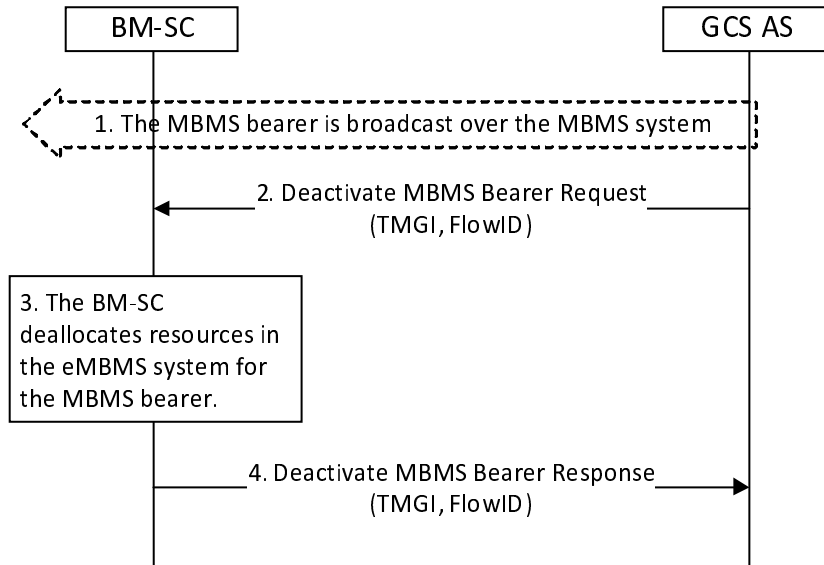 BM-SC
GCS AS
1. The MBMS bearer is broadcast over the MBMS system
2. Deactivate MBMS Bearer Request
(TMGI, FlowID)
3. The BM-SC
deallocates resources in
the eMBMS system for
the MBMS bearer.
4. Deactivate MBMS Bearer Response
(TMGI, FlowID)